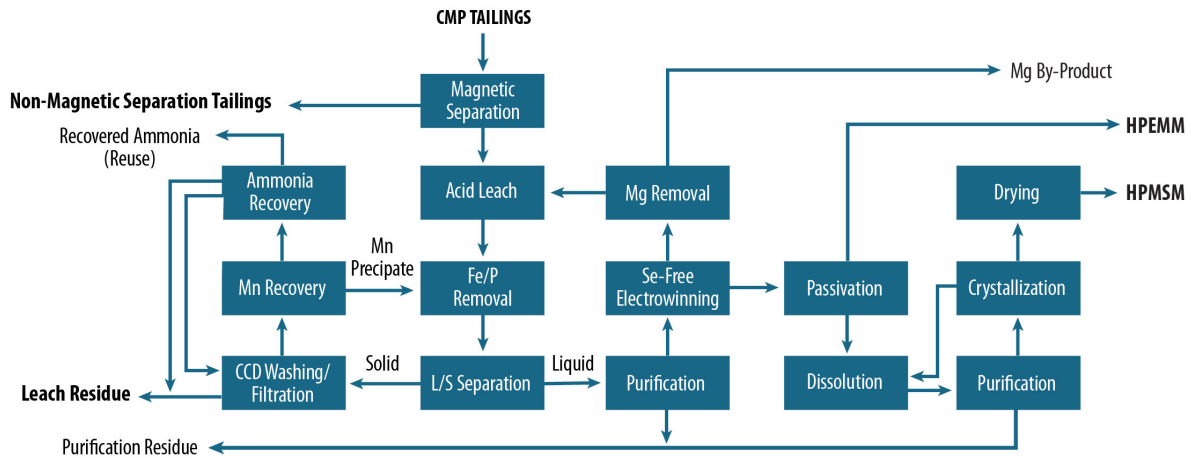 CMP TAILINGS
Magnetic
Separation
Mg By-Product
Non-Magnetic Separation Tailings
HPEMM
Recovered Ammonia
(Reuse)
Ammonia
Recovery
Acid Leach
Mg Removal
Drying
HPMSM
Mn
Precipate
Mn Recovery
Fe/P
Removal
Se-Free
Electrowinning
Passivation
Crystallization
Solid
Liquid
CCD Washing/
Filtration
L/S Separation
Purification
Dissolution
Purification
Leach Residue
Purification Residue